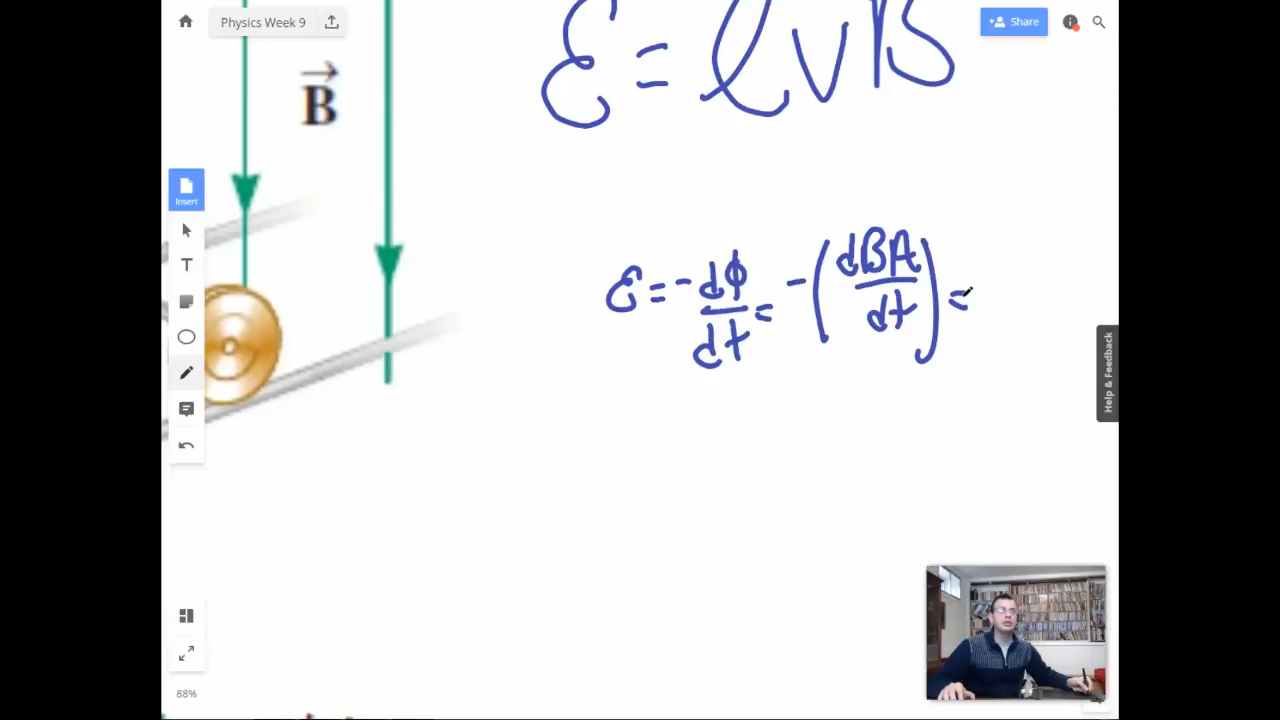 Physics Week 9
Share
ℰ = lvB
B⃗
Insert
T
ℰ = -dϕ/dt = -(dBA/dt) =
Help & Feedback
88%